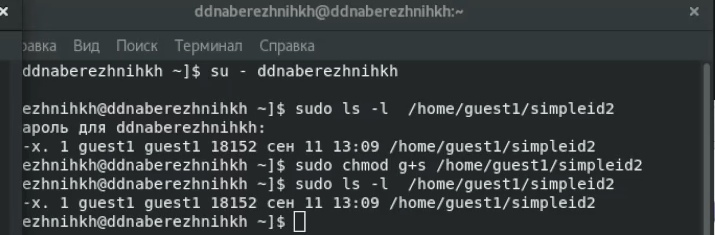 ddnaberezhnihkh@ddnaberezhnihkh:~
равка Вид Поиск Терминал Справка
ddnaberezhnihkh ~]$ su - ddnaberezhnihkh
ezhnihkh@ddnaberezhnihkh ~]$ sudo ls -l  /home/guest1/simpleid2
ароль для ddnaberezhnihkh:
-x. 1 guest1 guest1 18152 сен 11 13:09 /home/guest1/simpleid2
ezhnihkh@ddnaberezhnihkh ~]$ sudo chmod g+s /home/guest1/simpleid2
ezhnihkh@ddnaberezhnihkh ~]$ sudo ls -l  /home/guest1/simpleid2
-x. 1 guest1 guest1 18152 сен 11 13:09 /home/guest1/simpleid2
ezhnihkh@ddnaberezhnihkh ~]$